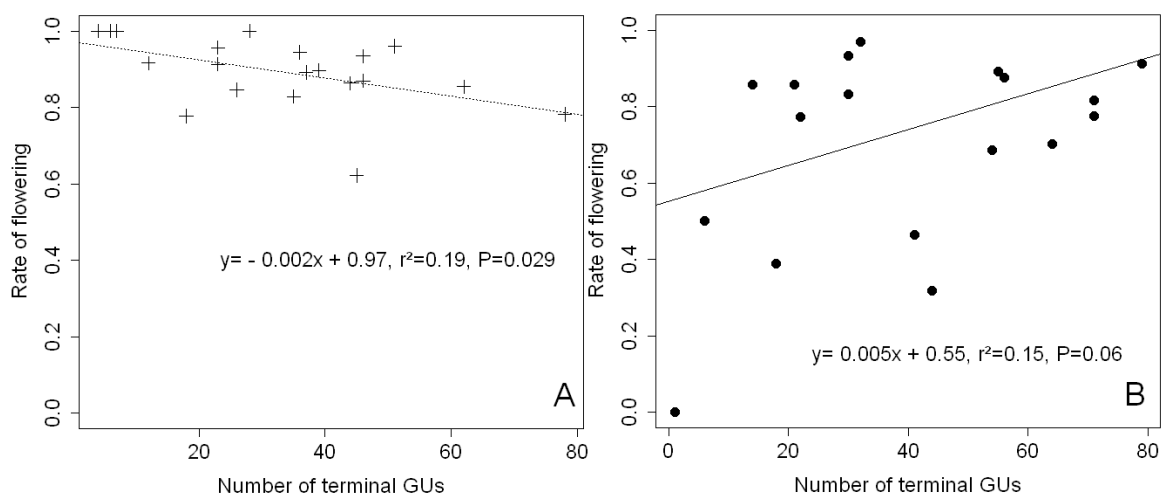 1.0
0.8
0.6
0.4
0.2
0.0
Rate of flowering
y= - 0.002x + 0.97, r²=0.19, P=0.029
A
20 40 60 80
Number of terminal GUs
1.0
0.8
0.6
0.4
0.2
0.0
Rate of flowering
y= 0.005x + 0.55, r²=0.15, P=0.06
B
0 20 40 60 80
Number of terminal GUs